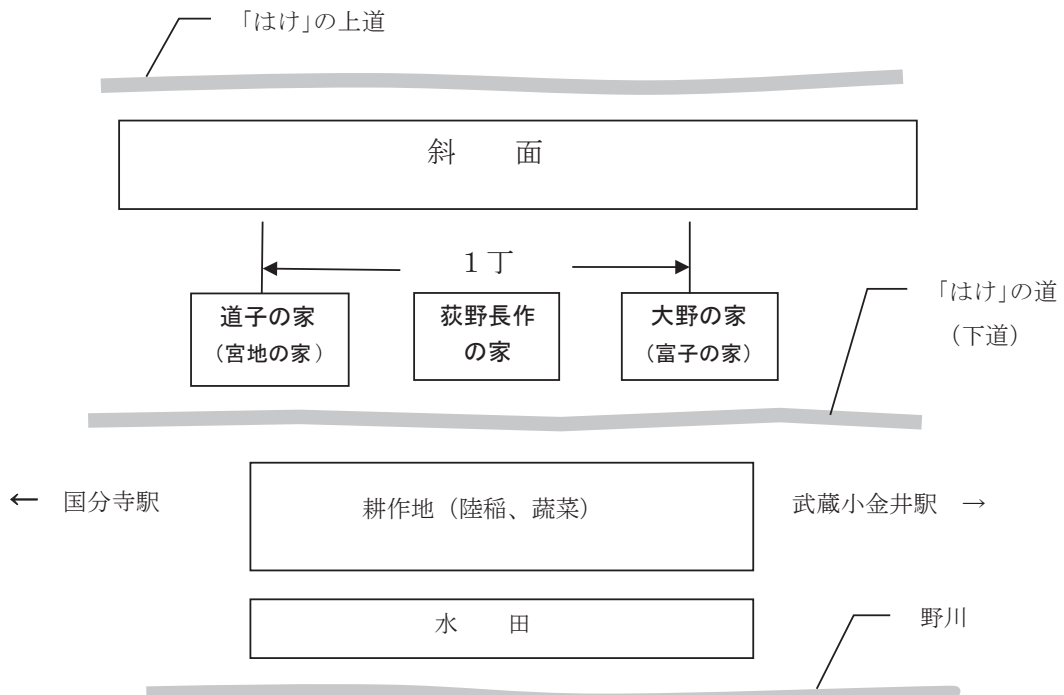 「はけ」の上道
斜　　面
１丁
道子の家
（宮地の家）
荻野長作
の家
大野の家
（富子の家）
「はけ」の道
（下道）
←　国分寺駅
耕作地（陸稲、蔬菜）
武蔵小金井駅　→
水　　田
野川